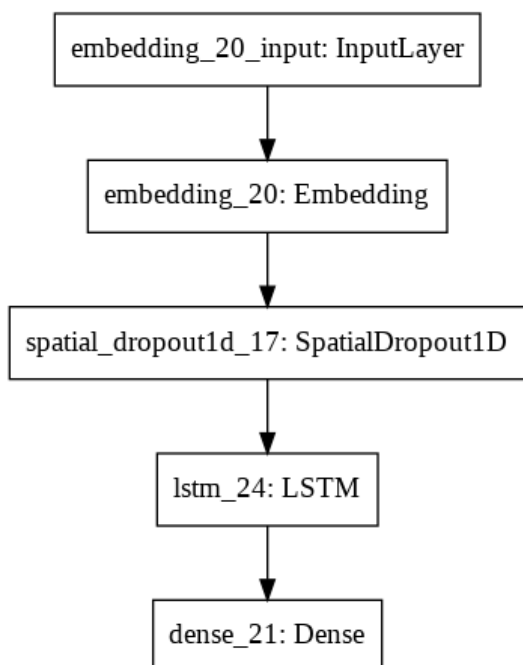 embedding_20_input: InputLayer
embedding_20: Embedding
spatial_dropout1d_17: SpatialDropout1D
lstm_24: LSTM
dense_21: Dense